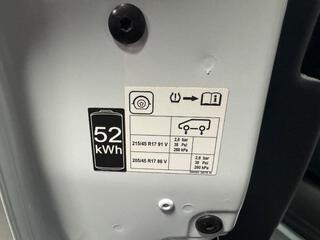 52
kWh
215/45 R17 91 V
2,6 bar
38 Psi
260 kPa
205/45 R17 88 V
2,6 bar
38 Psi
260 kPa